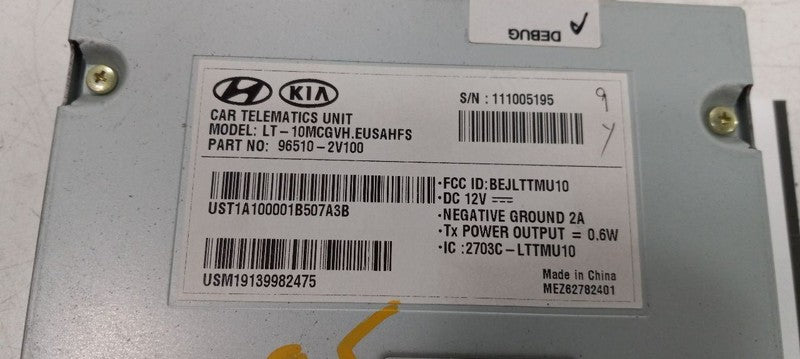 DEBUG
KIA
CAR TELEMATICS UNIT
MODEL: LT-10MCGVH.EUSAHFS
PART NO: 96510-2V100
S/N : 111005195
9
y
UST1A100001B507A3B
USM19139982475
·FCC ID:BEJLTTMU10
·DC 12V
·NEGATIVE GROUND 2A
·Tx POWER OUTPUT = 0.6W
·IC :2703C-LTTMU10
Made in China
MEZ62782401